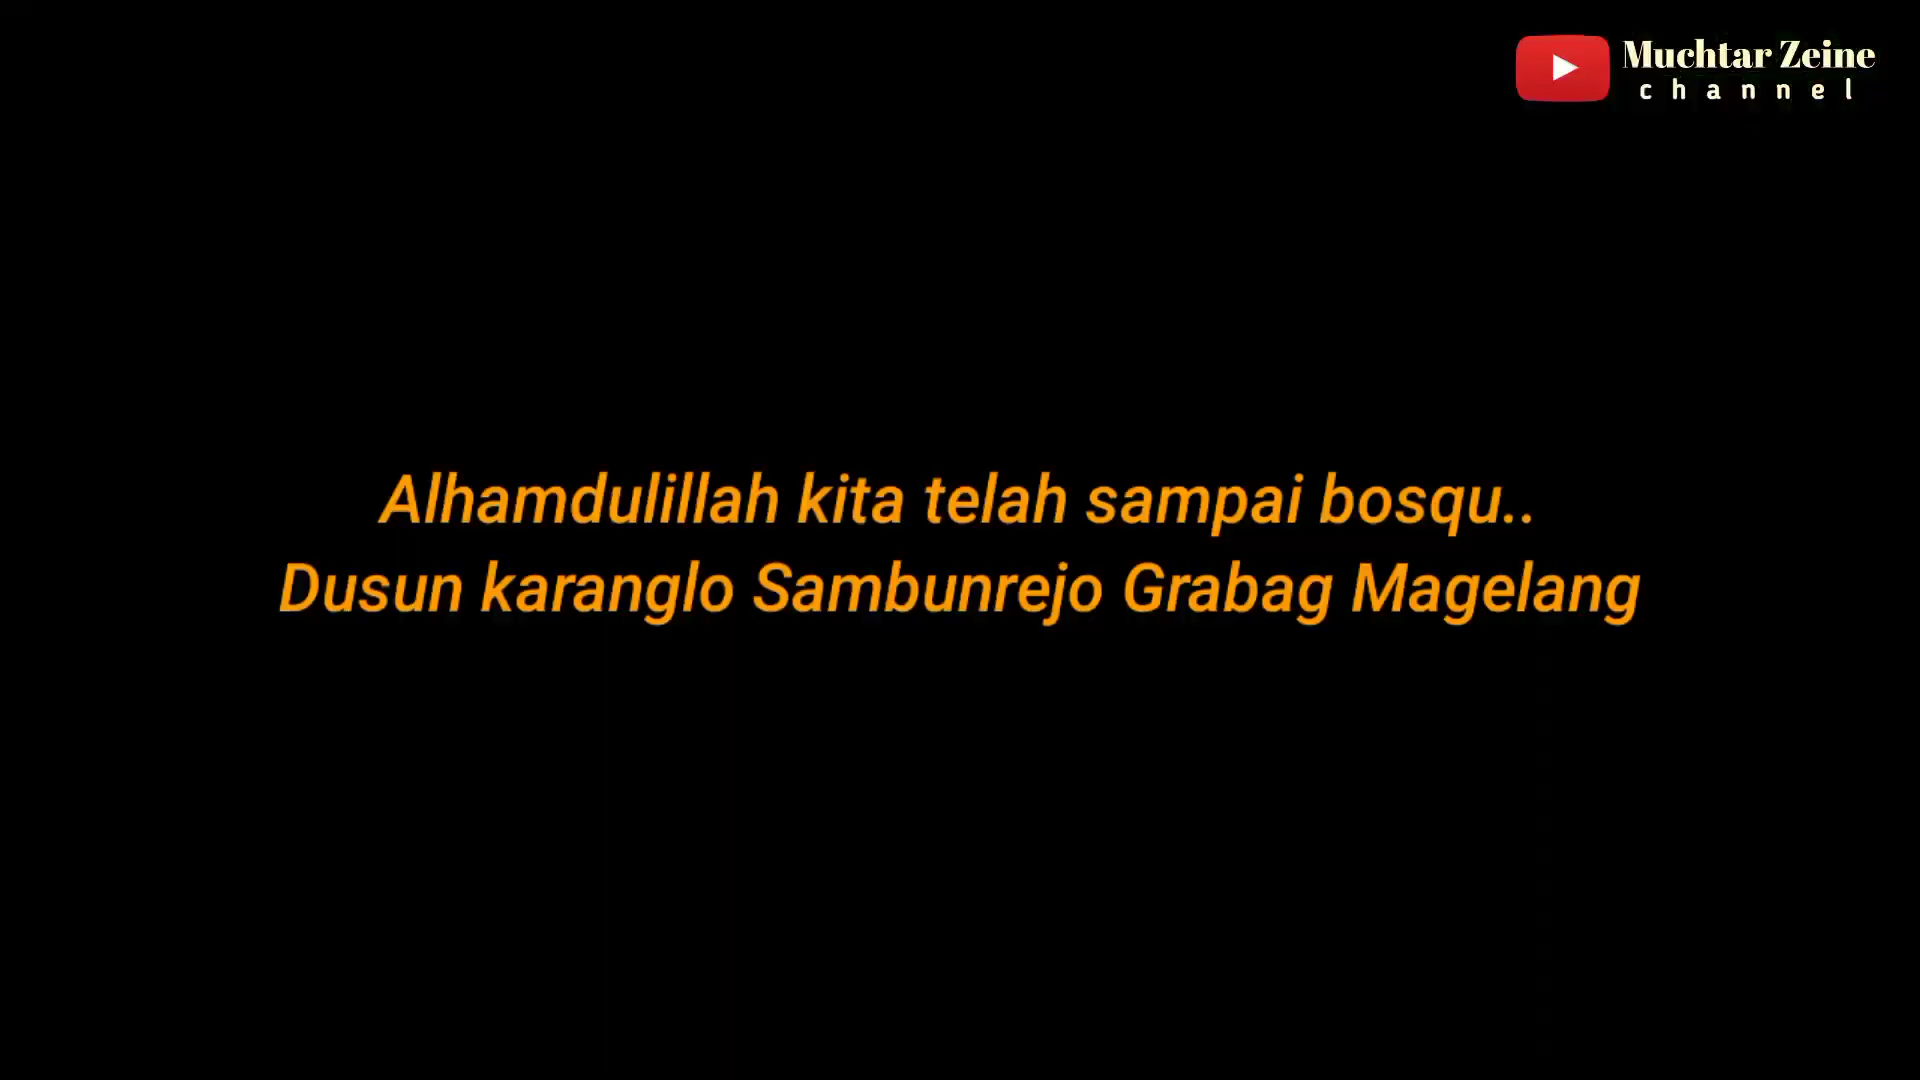 Muchtar Zeine
channel
Alhamdulillah kita telah sampai bosqu..
Dusun karanglo Sambunrejo Grabag Magelang